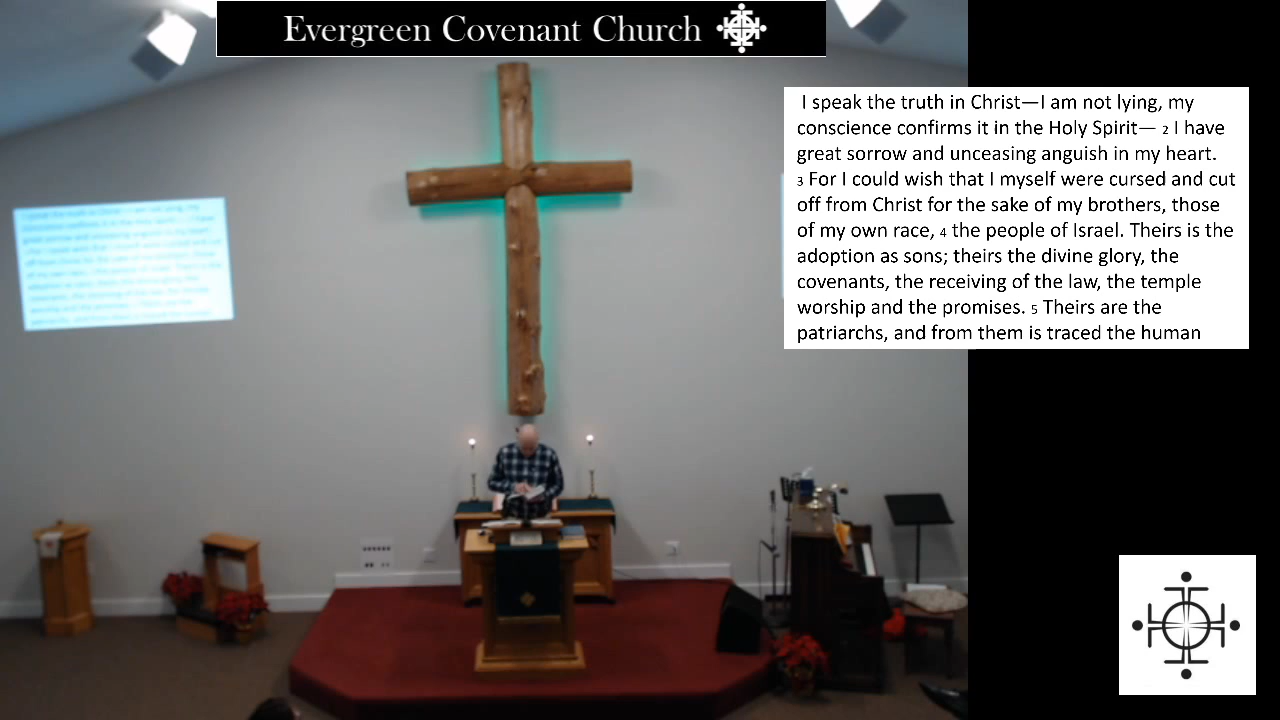 Evergreen Covenant Church
I speak the truth in Christ—I am not lying, my
conscience confirms it in the Holy Spirit— 2 I have
great sorrow and unceasing anguish in my heart.
3 For I could wish that I myself were cursed and cut
off from Christ for the sake of my brothers, those
of my own race, 4 the people of Israel. Theirs is the
adoption as sons; theirs the divine glory, the
covenants, the receiving of the law, the temple
worship and the promises. 5 Theirs are the
patriarchs, and from them is traced the human